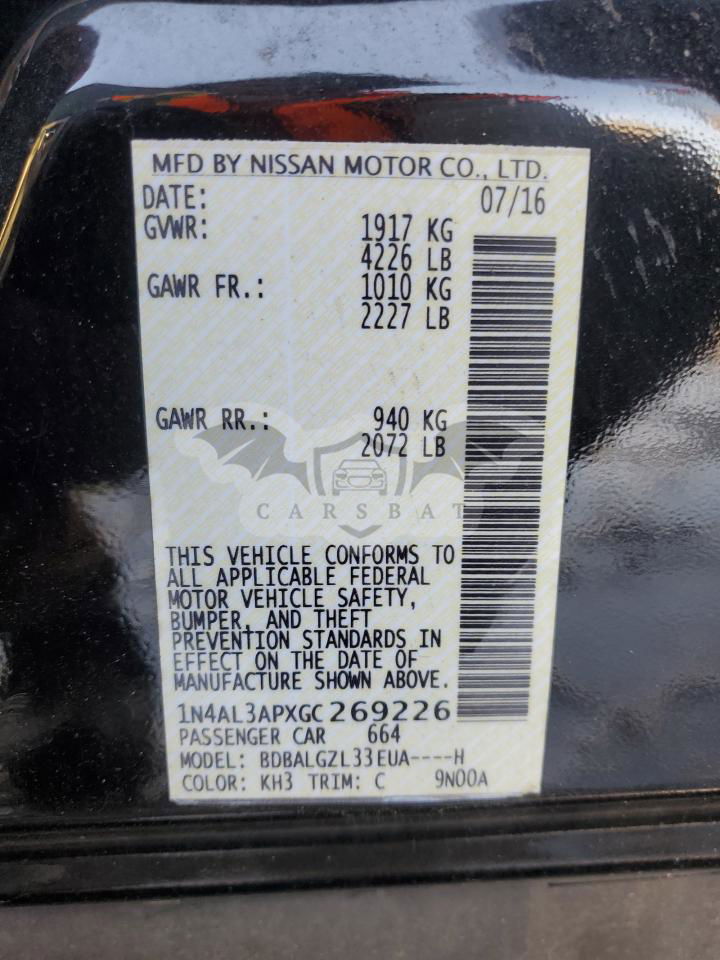 MFD BY NISSAN MOTOR CO., LTD.
DATE: 07/16
GVWR: 1917 KG
4226 LB
GAWR FR.: 1010 KG
2227 LB
GAWR RR.: 940 KG
2072 LB
CARSBAT
THIS VEHICLE CONFORMS TO
ALL APPLICABLE FEDERAL
MOTOR VEHICLE SAFETY,
BUMPER, AND THEFT
PREVENTION STANDARDS IN
EFFECT ON THE DATE OF
MANUFACTURE SHOWN ABOVE.
1N4AL3APXGC269226
PASSENGER CAR 664
MODEL: BDBALGZL33EUA----H
COLOR: KH3 TRIM: C 9N00A